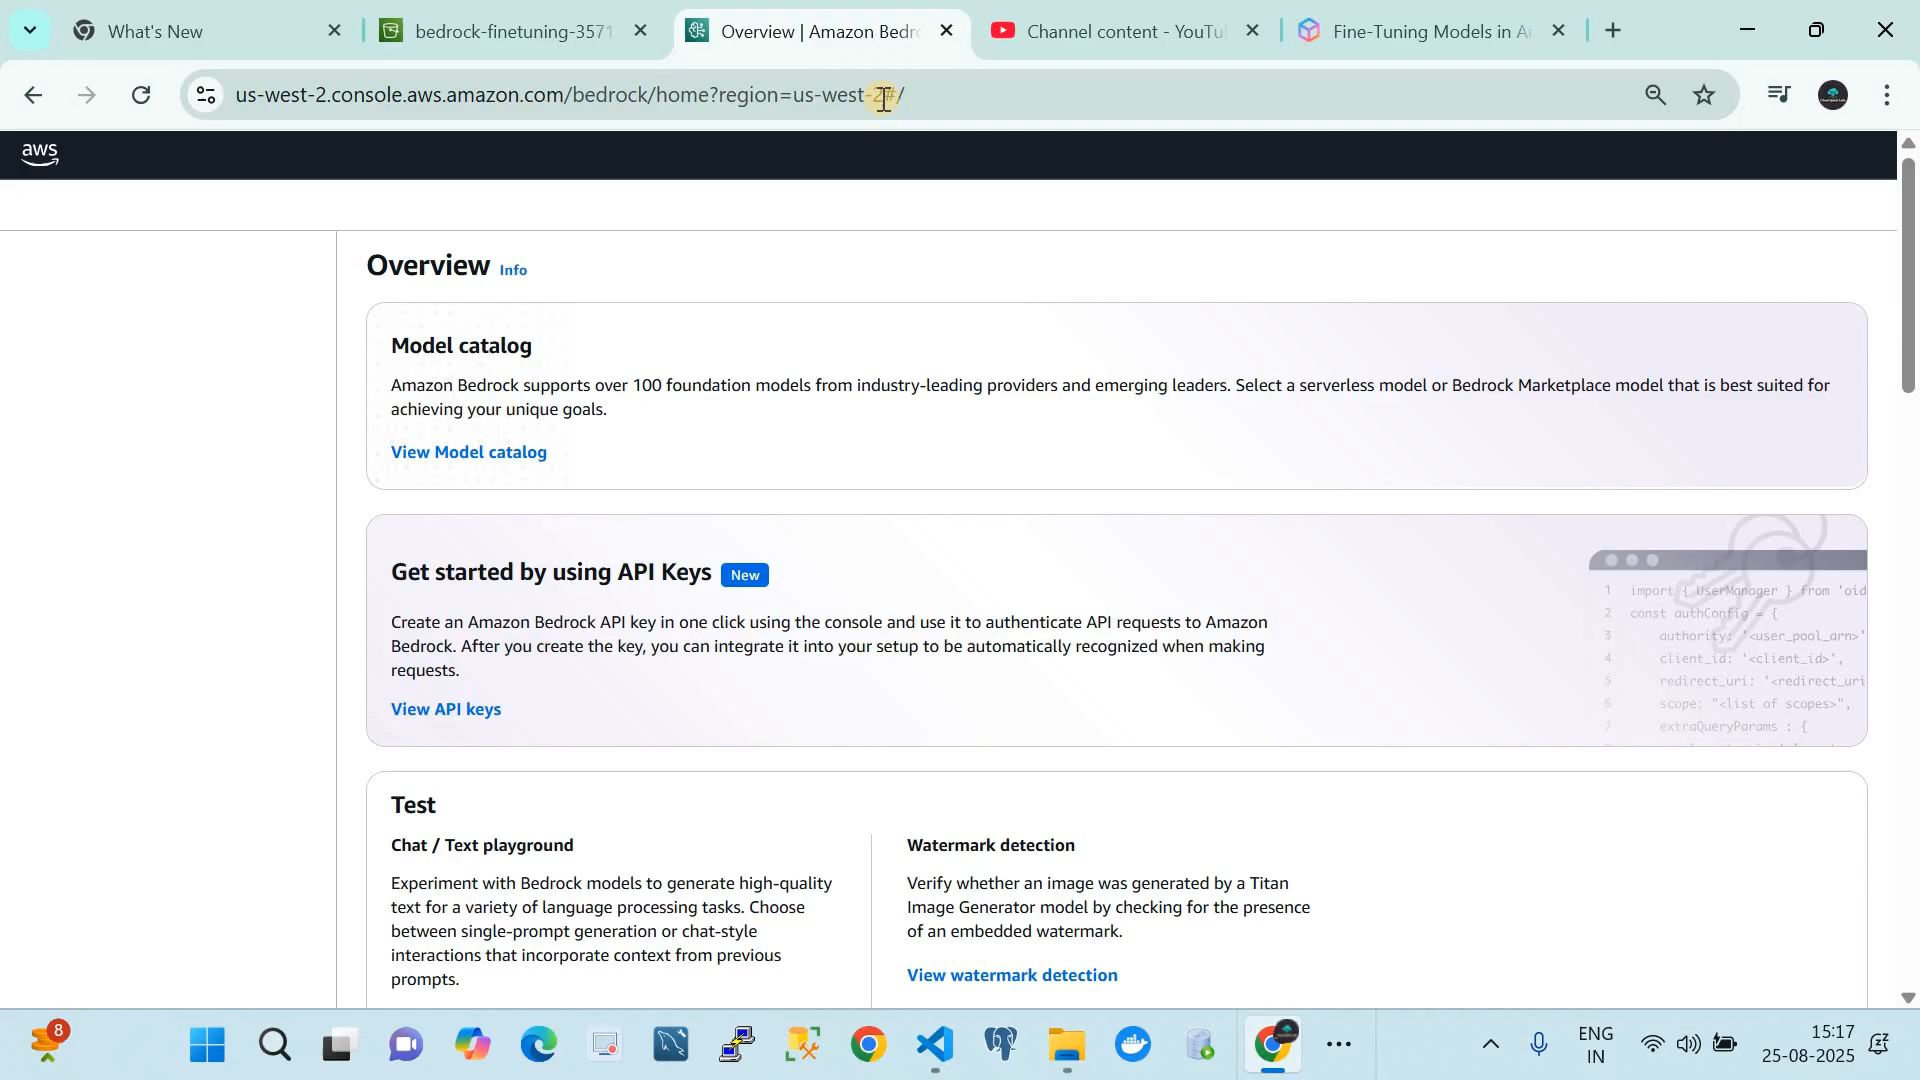 What's New
bedrock-finetuning-3571
Overview | Amazon Bedro
Channel content - YouTu
Fine-Tuning Models in A
us-west-2.console.aws.amazon.com/bedrock/home?region=us-west-2#/
aws
Overview Info
Model catalog
Amazon Bedrock supports over 100 foundation models from industry-leading providers and emerging leaders. Select a serverless model or Bedrock Marketplace model that is best suited for
achieving your unique goals.
View Model catalog
Get started by using API Keys New
Create an Amazon Bedrock API key in one click using the console and use it to authenticate API requests to Amazon
Bedrock. After you create the key, you can integrate it into your setup to be automatically recognized when making
requests.
View API keys
1 import { UserManager } from 'oid
2 const authConfig = {
3 authority: '<user_pool_arn>'
4 client_id: '<client_id>',
5 redirect_uri: '<redirect_uri
6 scope: "<list of scopes>",
7 extraQueryParams : {
Test
Chat / Text playground
Experiment with Bedrock models to generate high-quality
text for a variety of language processing tasks. Choose
between single-prompt generation or chat-style
interactions that incorporate context from previous
prompts.
Watermark detection
Verify whether an image was generated by a Titan
Image Generator model by checking for the presence
of an embedded watermark.
View watermark detection
8
ENG
IN
15:17
25-08-2025